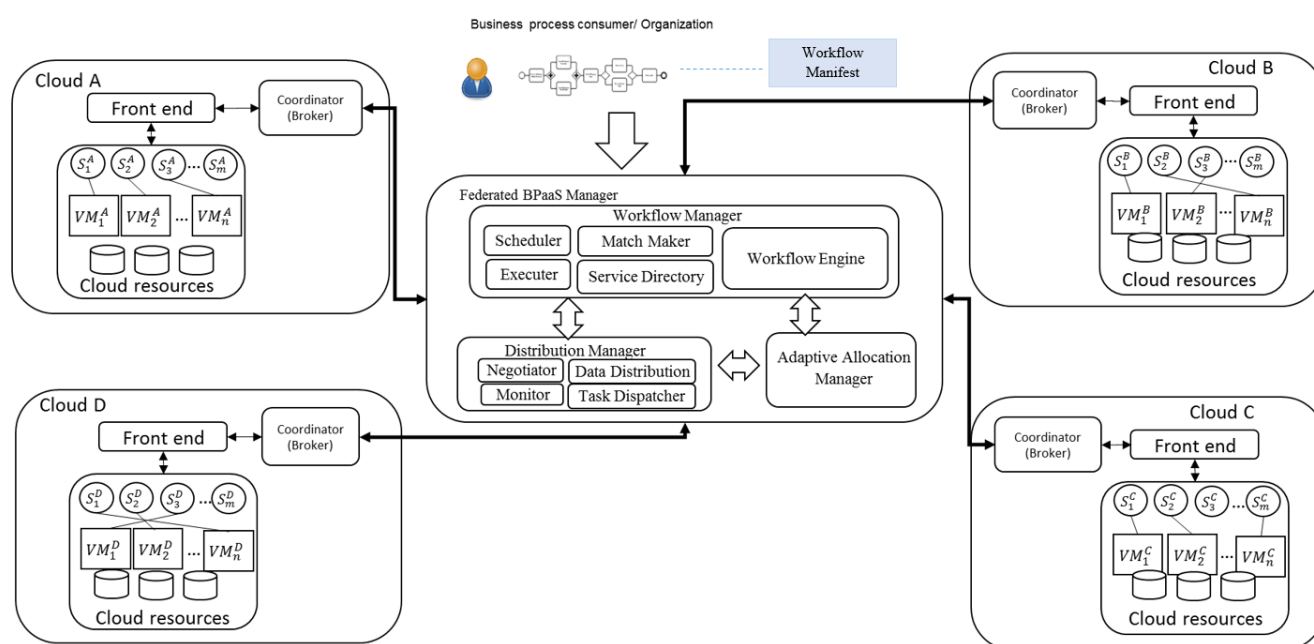 Business process consumer/ Organization
Workflow
Manifest
Cloud A
Front end
Coordinator
(Broker)
S₁ᴬ S₂ᴬ S₃ᴬ ... Sₘᴬ
VM₁ᴬ VM₂ᴬ ... VMₙᴬ
Cloud resources
Cloud B
Coordinator
(Broker)
Front end
S₁ᴮ S₂ᴮ S₃ᴮ ... Sₘᴮ
VM₁ᴮ VM₂ᴮ ... VMₙᴮ
Cloud resources
Federated BPaaS Manager
Workflow Manager
Scheduler
Match Maker
Executer
Service Directory
Workflow Engine
Distribution Manager
Negotiator
Data Distribution
Monitor
Task Dispatcher
Adaptive Allocation
Manager
Cloud D
Front end
Coordinator
(Broker)
S₁ᴰ S₂ᴰ S₃ᴰ ... Sₘᴰ
VM₁ᴰ VM₂ᴰ ... VMₙᴰ
Cloud resources
Cloud C
Coordinator
(Broker)
Front end
S₁ᶜ S₂ᶜ S₃ᶜ ... Sₘᶜ
VM₁ᶜ VM₂ᶜ ... VMₙᶜ
Cloud resources